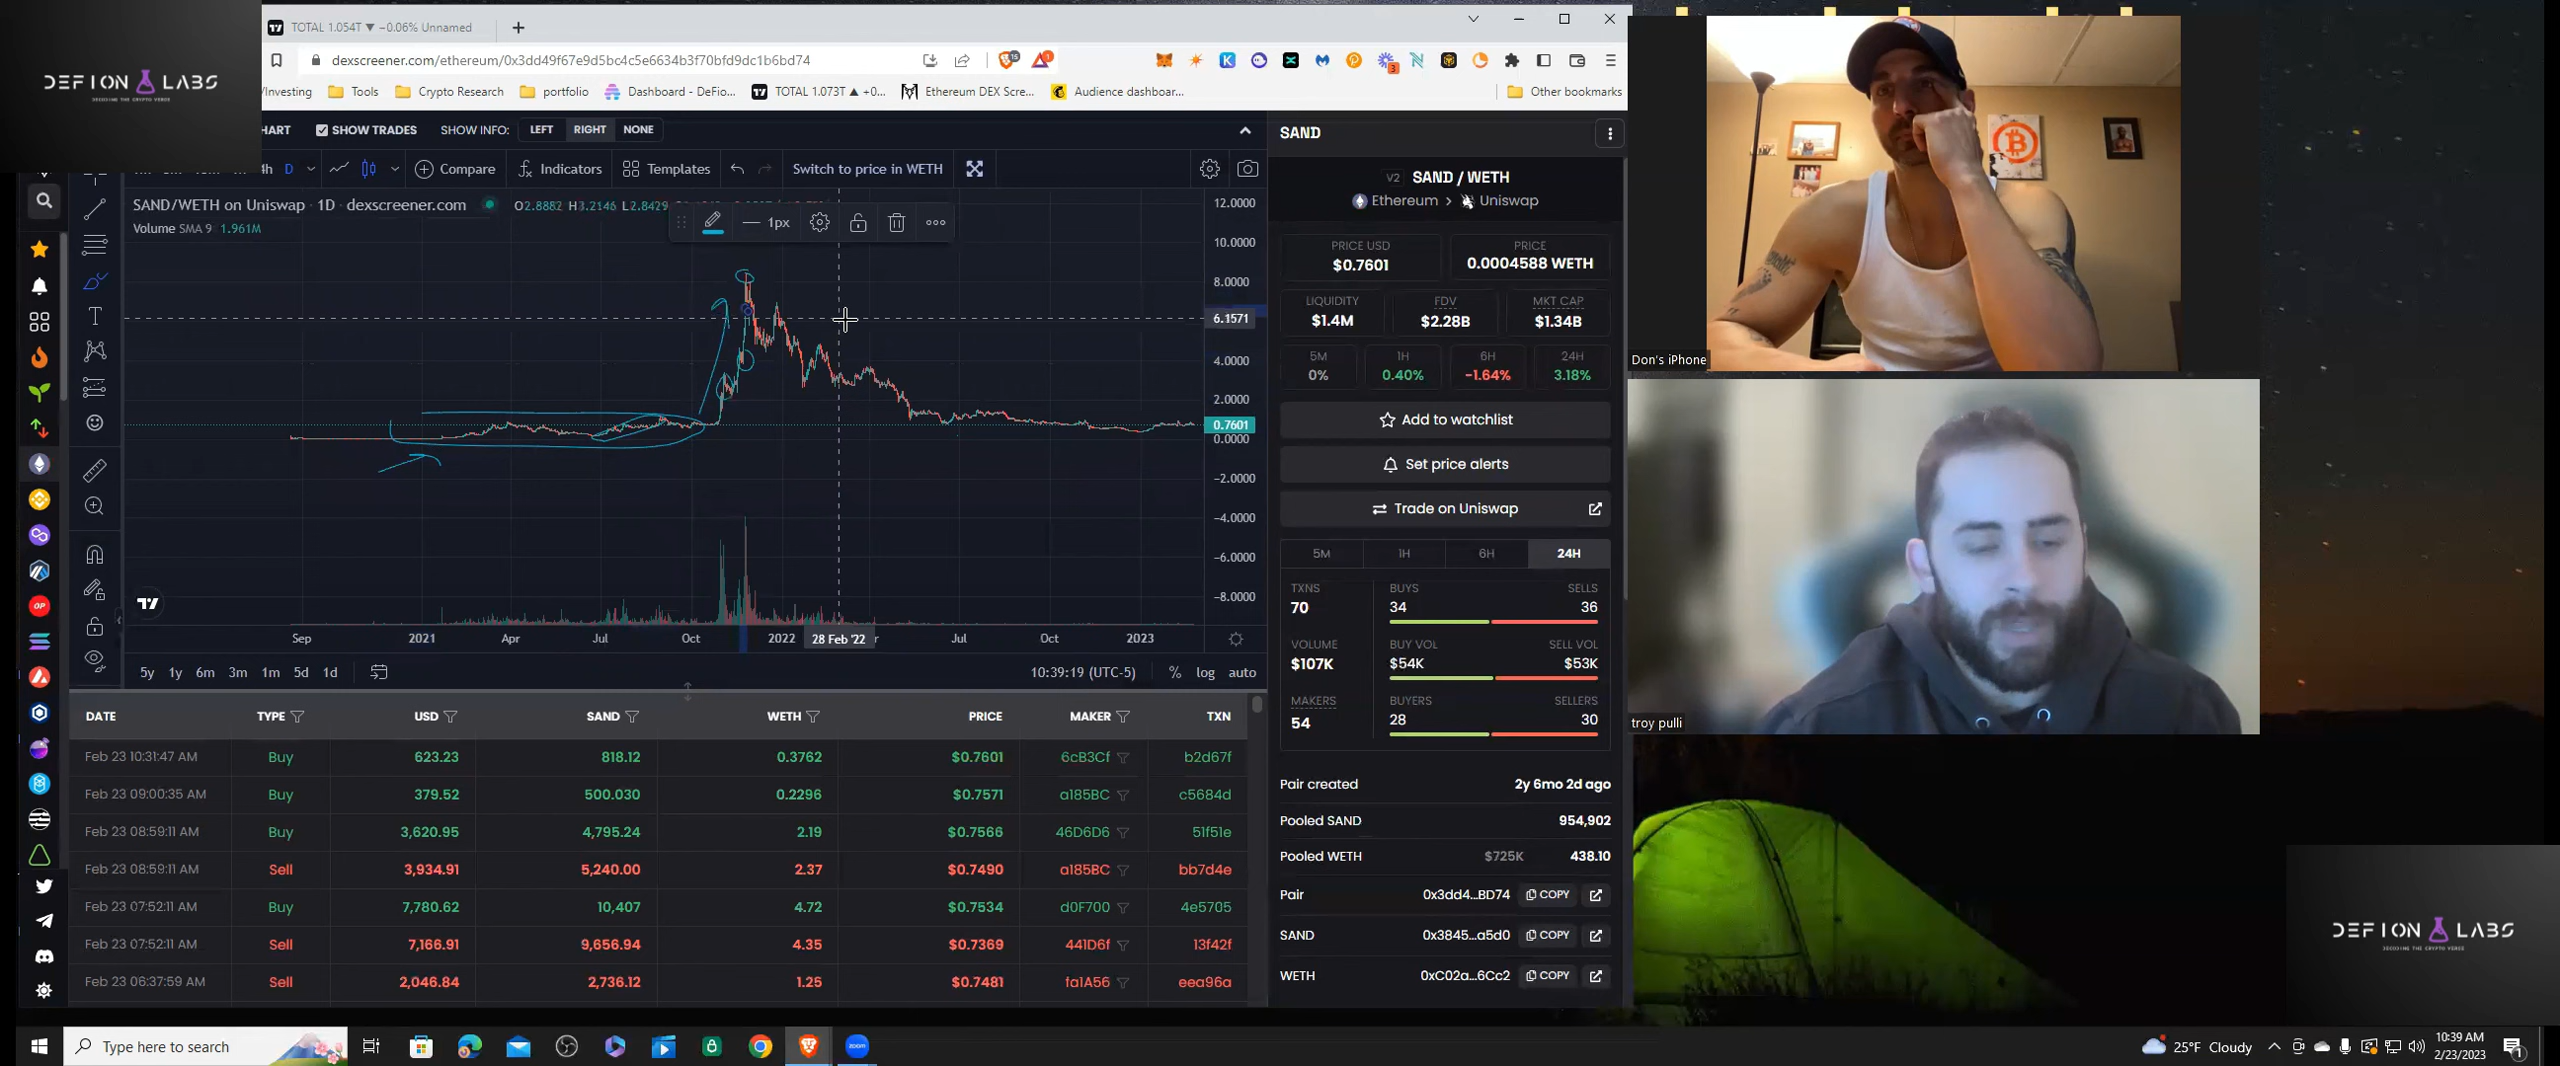 DEFION LABS
DECODING THE CRYPTO VERSE
TOTAL 1.054T ▼ −0.06% Unnamed
dexscreener.com/ethereum/0x3dd49f67e9d5bc4c5e6634b3f70bfd9dc1b6bd74
/Investing
Tools
Crypto Research
portfolio
Dashboard - DeFio...
TOTAL 1.073T ▲ +0...
Ethereum DEX Scre...
Audience dashboar...
Other bookmarks
HART
SHOW TRADES
SHOW INFO:
LEFT
RIGHT
NONE
4h
D
Compare
Indicators
Templates
Switch to price in WETH
SAND/WETH on Uniswap · 1D · dexscreener.com
O2.8882 H3.2146 L2.8429
Volume SMA 9 1.961M
1px
12.0000
10.0000
8.0000
6.1571
4.0000
2.0000
0.7601
0.0000
−2.0000
−4.0000
−6.0000
−8.0000
Sep
2021
Apr
Jul
Oct
2022
28 Feb '22
Jul
Oct
2023
5y
1y
6m
3m
1m
5d
1d
10:39:19 (UTC-5)
%
log
auto
DATE TYPE USD SAND WETH PRICE MAKER TXN
Feb 23 10:31:47 AM Buy 623.23 818.12 0.3762 $0.7601 6cB3Cf b2d67f
Feb 23 09:00:35 AM Buy 379.52 500.030 0.2296 $0.7571 a185BC c5684d
Feb 23 08:59:11 AM Buy 3,620.95 4,795.24 2.19 $0.7566 46D6D6 51f51e
Feb 23 08:59:11 AM Sell 3,934.91 5,240.00 2.37 $0.7490 a185BC bb7d4e
Feb 23 07:52:11 AM Buy 7,780.62 10,407 4.72 $0.7534 d0F700 4e5705
Feb 23 07:52:11 AM Sell 7,166.91 9,656.94 4.35 $0.7369 441D6f 13f42f
Feb 23 06:37:59 AM Sell 2,046.84 2,736.12 1.25 $0.7481 fa1A56 eea96a
SAND
V2 SAND / WETH
Ethereum > Uniswap
PRICE USD
$0.7601
PRICE
0.0004588 WETH
LIQUIDITY
$1.4M
FDV
$2.28B
MKT CAP
$1.34B
5M
0%
1H
0.40%
6H
-1.64%
24H
3.18%
Add to watchlist
Set price alerts
Trade on Uniswap
5M 1H 6H 24H
TXNS
70
BUYS
34
SELLS
36
VOLUME
$107K
BUY VOL
$54K
SELL VOL
$53K
MAKERS
54
BUYERS
28
SELLERS
30
Pair created 2y 6mo 2d ago
Pooled SAND 954,902
Pooled WETH $725K 438.10
Pair 0x3dd4...BD74 COPY
SAND 0x3845...a5d0 COPY
WETH 0xC02a...6Cc2 COPY
Don's iPhone
troy pulli
DEFION LABS
DECODING THE CRYPTO VERSE
OP
Type here to search
zoom
25°F Cloudy
10:39 AM
2/23/2023